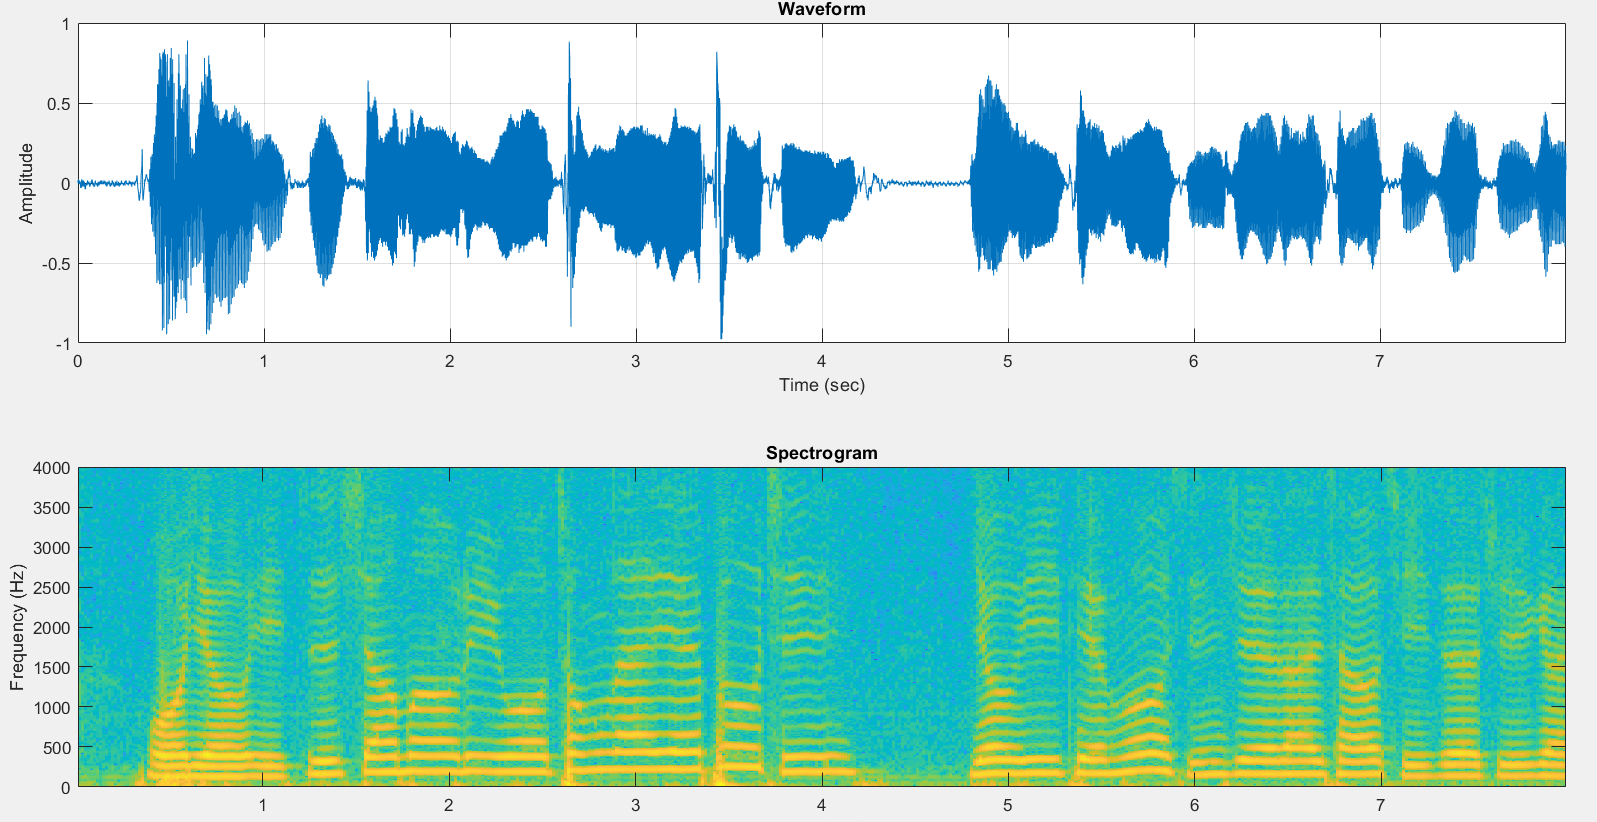 Waveform
1
0.5
0
-0.5
-1
Amplitude
0 1 2 3 4 5 6 7
Time (sec)
Spectrogram
4000
3500
3000
2500
2000
1500
1000
500
0
Frequency (Hz)
1 2 3 4 5 6 7